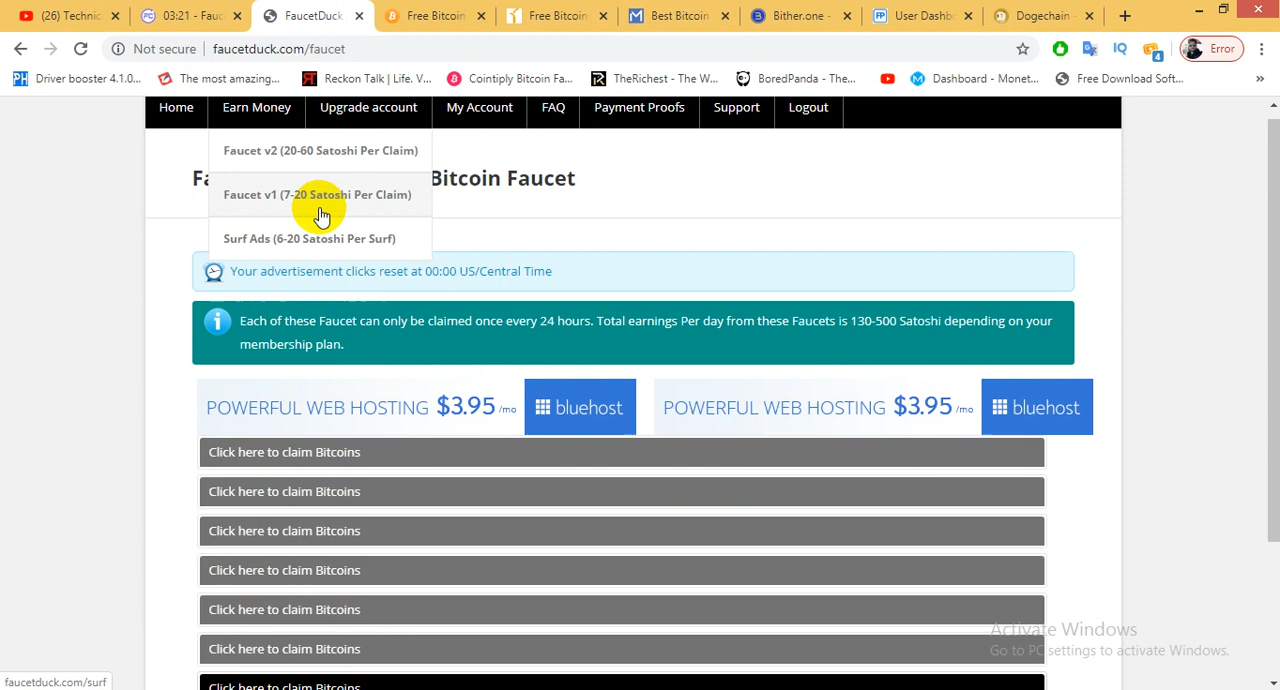 (26) Technic
03:21 - Fauc
FaucetDuck
Free Bitcoin
Free Bitcoin
Best Bitcoin
Bither.one -
User Dashb
Dogechain -
Not secure
faucetduck.com/faucet
IQ
4
Error
Driver booster 4.1.0...
The most amazing...
Reckon Talk | Life. V...
Cointiply Bitcoin Fa...
TheRichest - The W...
BoredPanda - The...
Dashboard - Monet...
Free Download Soft...
»
Home
Earn Money
Upgrade account
My Account
FAQ
Payment Proofs
Support
Logout
Faucet v2 (20-60 Satoshi Per Claim)
Fa
Bitcoin Faucet
Faucet v1 (7-20 Satoshi Per Claim)
Surf Ads (6-20 Satoshi Per Surf)
Your advertisement clicks reset at 00:00 US/Central Time
Each of these Faucet can only be claimed once every 24 hours. Total earnings Per day from these Faucets is 130-500 Satoshi depending on your
membership plan.
POWERFUL WEB HOSTING $3.95 /mo bluehost
POWERFUL WEB HOSTING $3.95 /mo bluehost
Click here to claim Bitcoins
Click here to claim Bitcoins
Click here to claim Bitcoins
Click here to claim Bitcoins
Click here to claim Bitcoins
Click here to claim Bitcoins
Click here to claim Bitcoins
Activate Windows
Go to PC settings to activate Windows.
faucetduck.com/surf